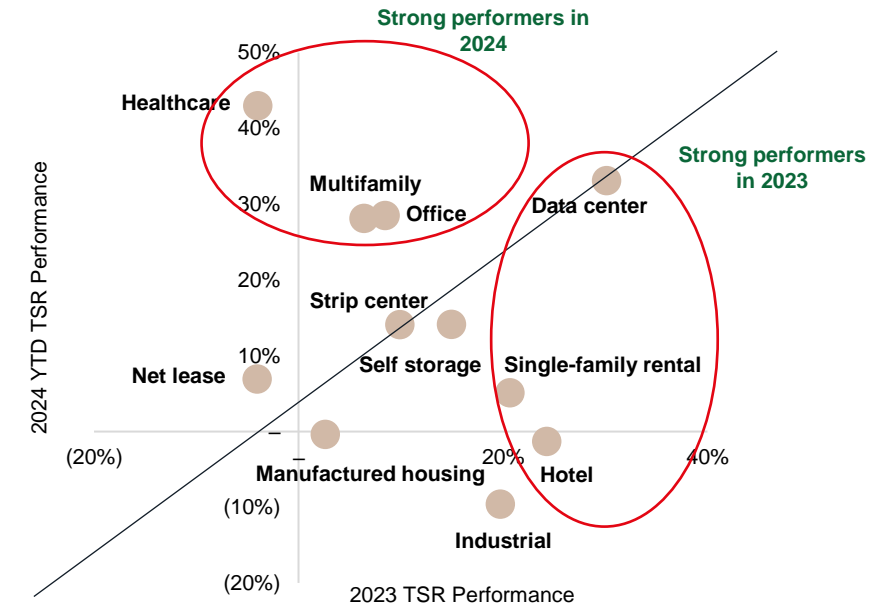 Strong performers in
2024
50%
Healthcare
40%
Strong performers
in 2023
Multifamily
30%
Office
Data center
20%
Strip center
10%
Self storage
Single-family rental
Net lease
–
(20%)
–
20%
40%
Manufactured housing
Hotel
(10%)
Industrial
(20%)
2023 TSR Performance
2024 YTD TSR Performance